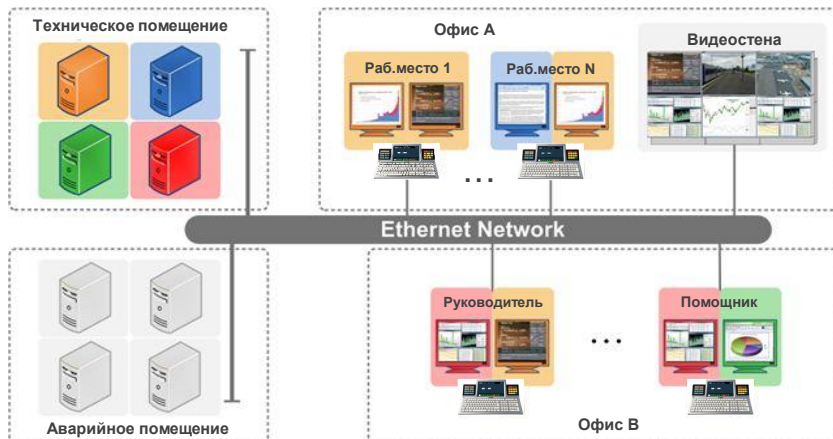 Техническое помещение
Офис А
Видеостена
Раб.место 1
Раб.место N
...
Ethernet Network
Руководитель
Помощник
...
Аварийное помещение
Офис В